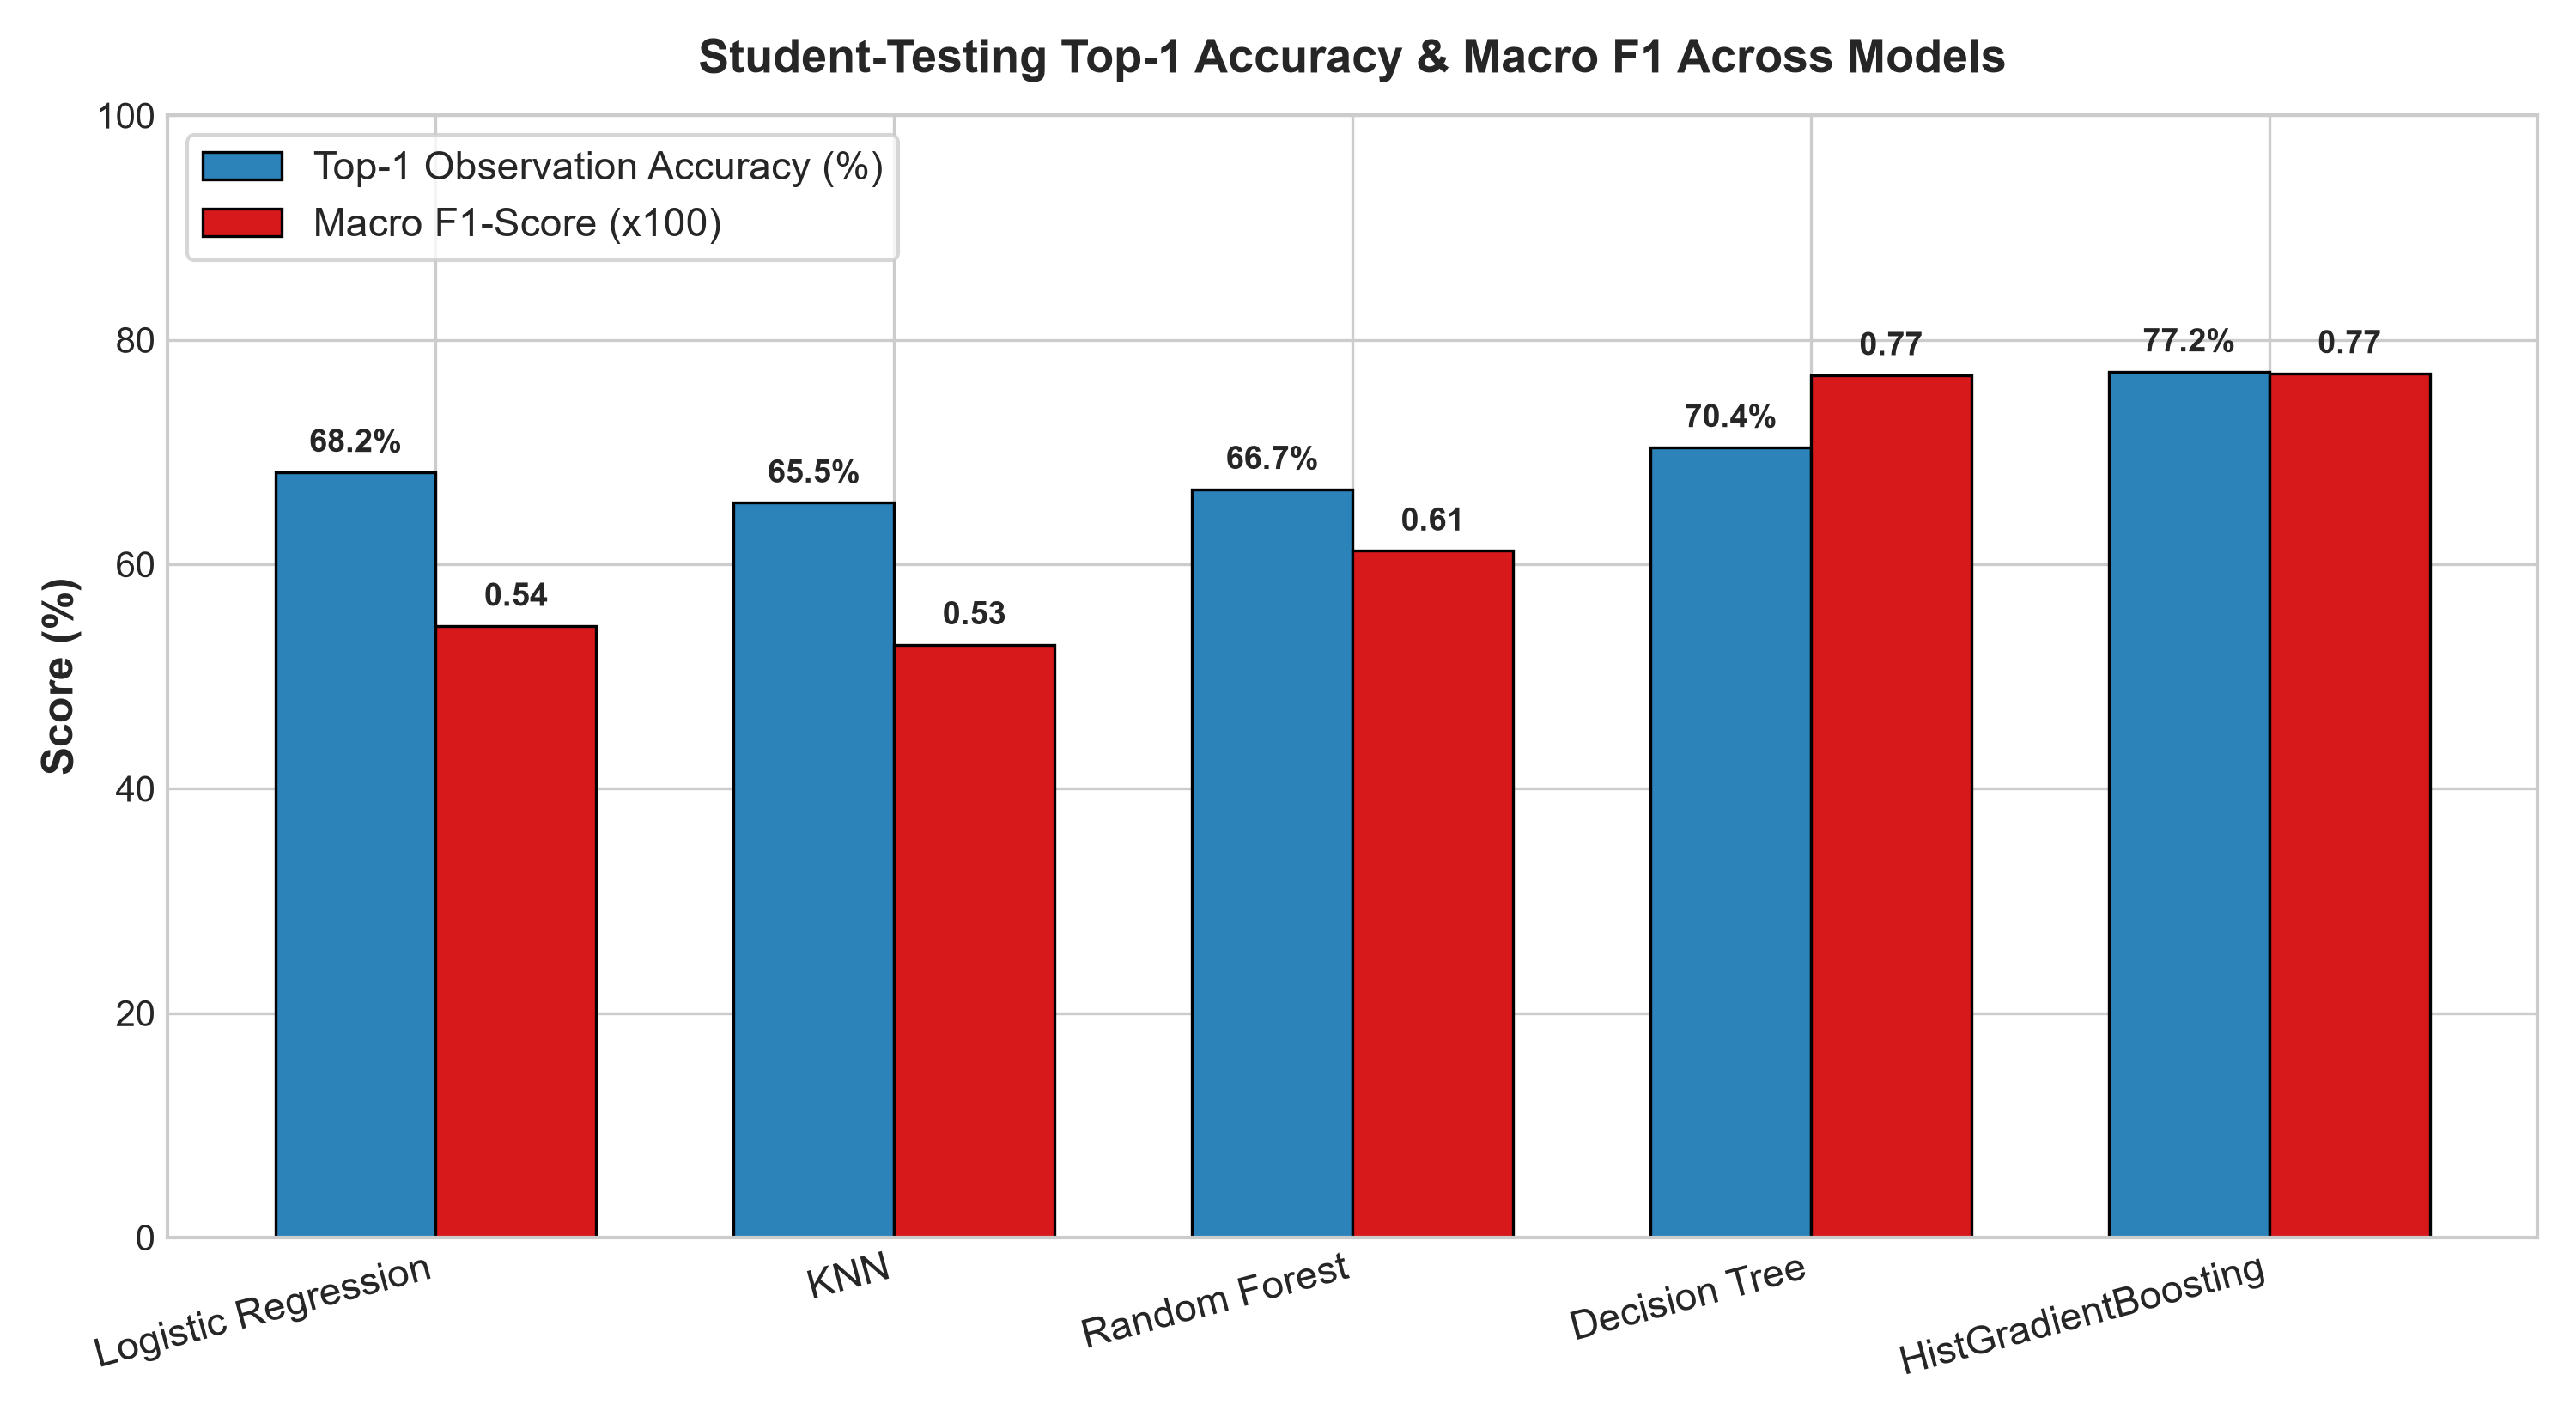 Student-Testing Top-1 Accuracy & Macro F1 Across Models
Score (%)
100
80
60
40
20
0
Top-1 Observation Accuracy (%)
Macro F1-Score (x100)
68.2%
0.54
65.5%
0.53
66.7%
0.61
70.4%
0.77
77.2%
0.77
Logistic Regression
KNN
Random Forest
Decision Tree
HistGradientBoosting